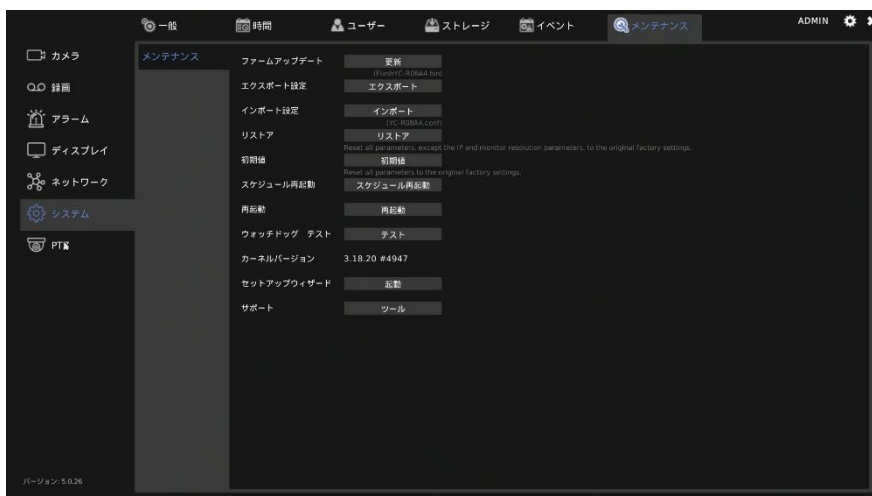 一般 時間 ユーザー ストレージ イベント メンテナンス ADMIN
カメラ
録画
アラーム
ディスプレイ
ネットワーク
システム
PTZ
メンテナンス
ファームアップデート 更新
(FlashYC-R08A4.bin)
エクスポート設定 エクスポート
インポート設定 インポート
(YC-R08A4.conf)
リストア リストア
Reset all parameters, except the IP and monitor resolution parameters, to the original factory settings.
初期値 初期値
Reset all parameters to the original factory settings.
スケジュール再起動 スケジュール再起動
再起動 再起動
ウォッチドッグ テスト テスト
カーネルバージョン 3.18.20 #4947
セットアップウィザード 起動
サポート ツール
バージョン: 5.0.26